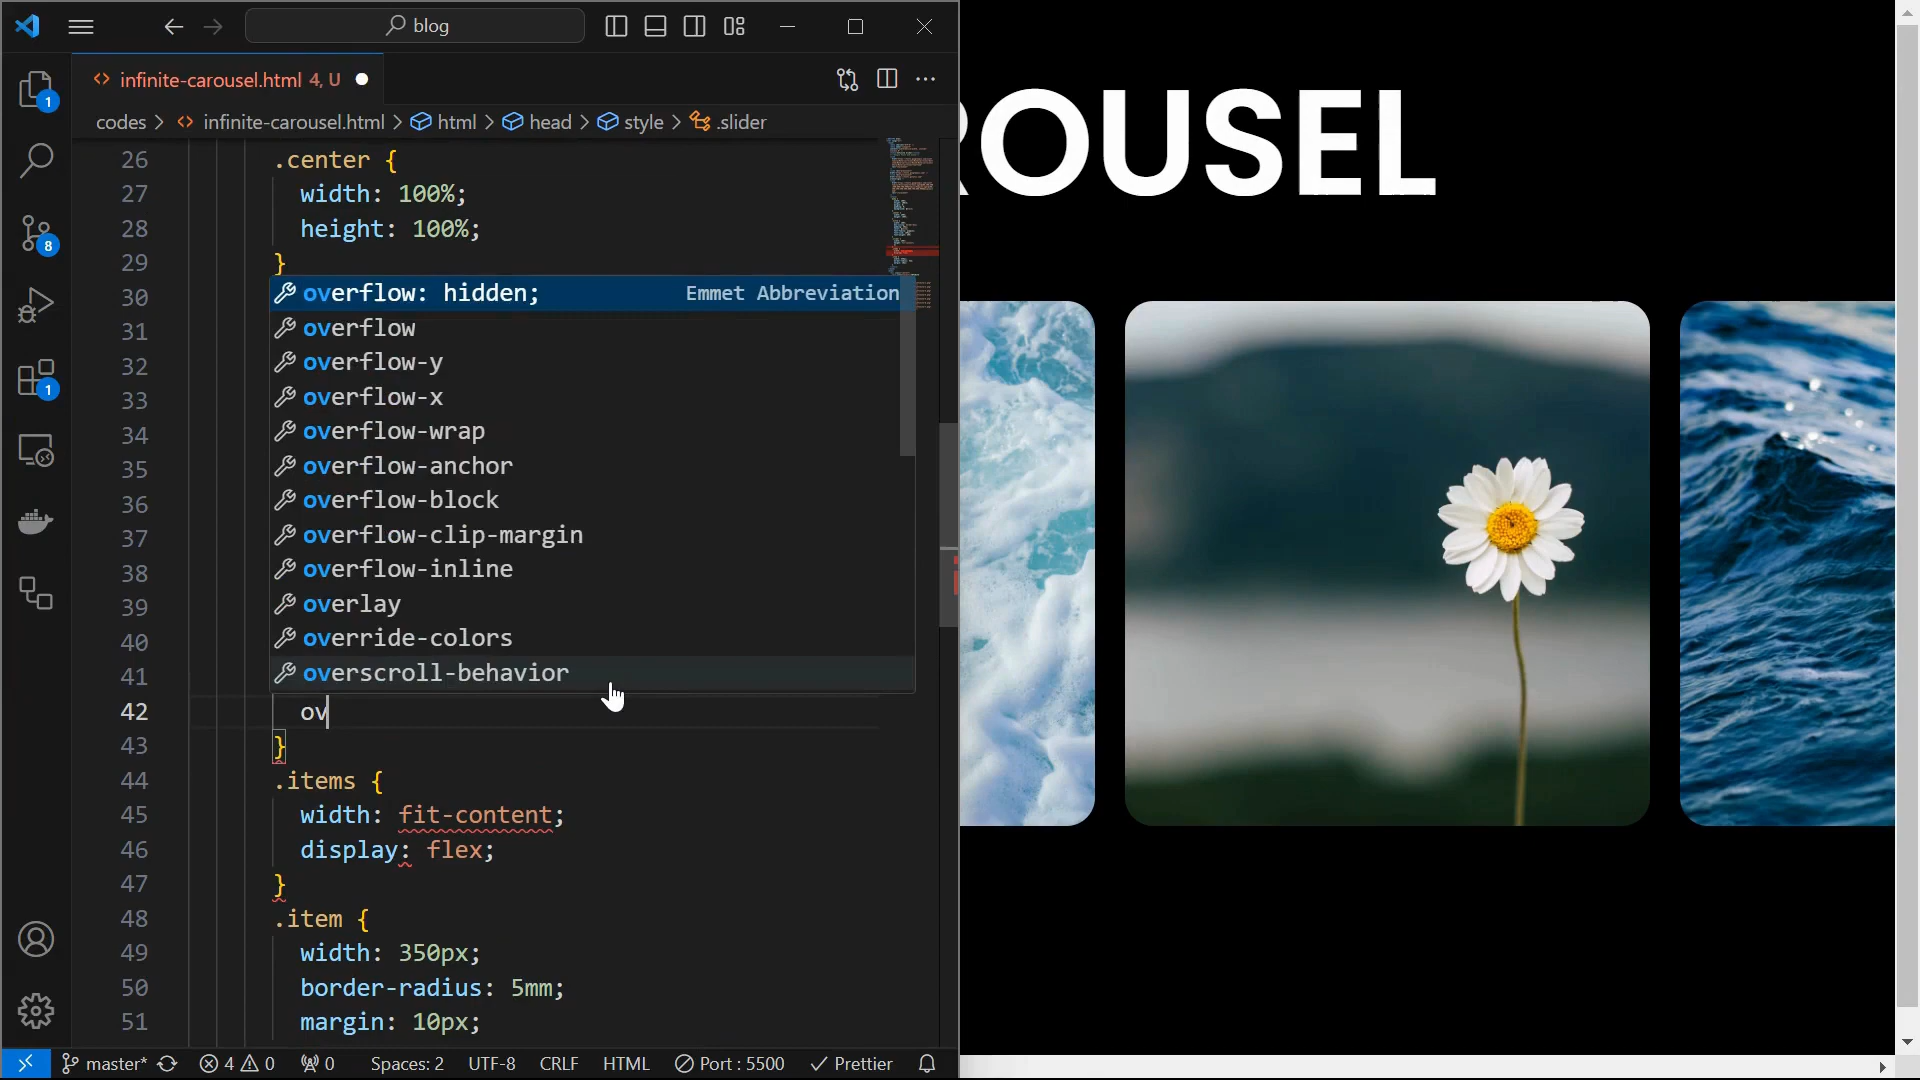 blog
infinite-carousel.html 4, U
codes > infinite-carousel.html > html > head > style > .slider
26 .center {
27 width: 100%;
28 height: 100%;
29 }
30 overflow: hidden; Emmet Abbreviation
31 overflow
32 overflow-y
33 overflow-x
34 overflow-wrap
35 overflow-anchor
36 overflow-block
37 overflow-clip-margin
38 overflow-inline
39 overlay
40 override-colors
41 overscroll-behavior
42 ov
43 }
44 .items {
45 width: fit-content;
46 display: flex;
47 }
48 .item {
49 width: 350px;
50 border-radius: 5mm;
51 margin: 10px;
1
8
1
master* 4 0 0 Spaces: 2 UTF-8 CRLF HTML Port : 5500 Prettier
ROUSEL